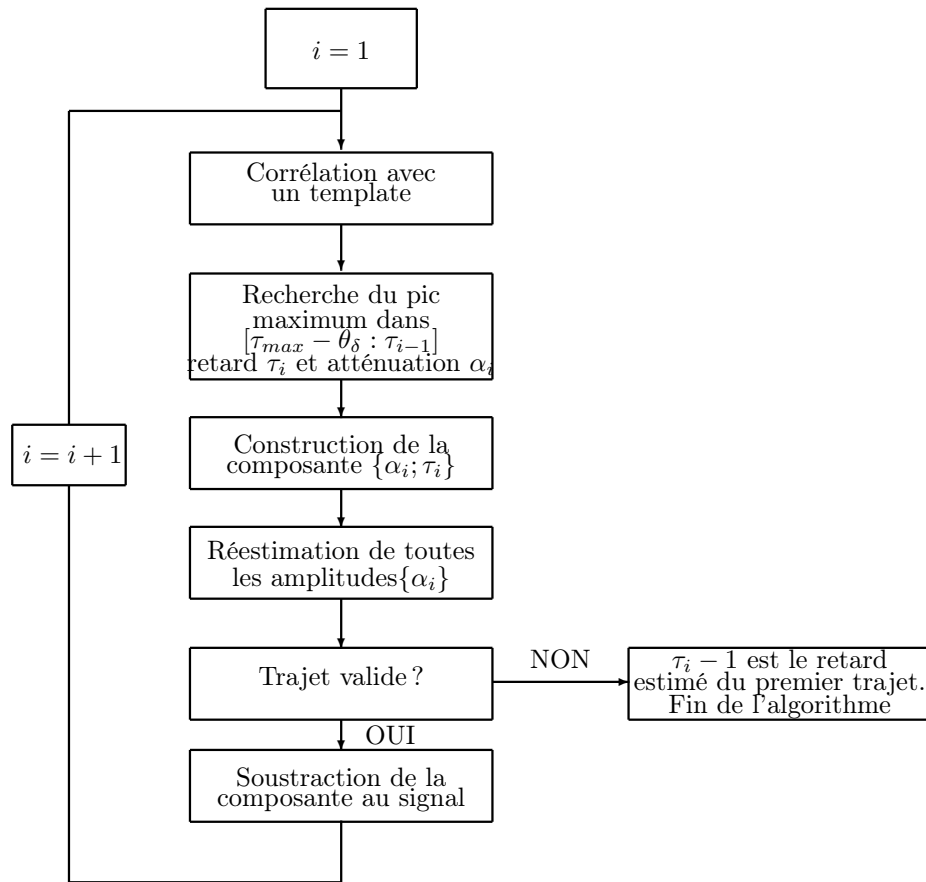 i = 1
Corrélation avec
un template
Recherche du pic
maximum dans
[τ_{max} − θ_δ : τ_{i−1}]
retard τ_i et atténuation α_i
Construction de la
composante {α_i; τ_i}
i = i + 1
Réestimation de toutes
les amplitudes{α_i}
Trajet valide ?
NON
τ_i − 1 est le retard
estimé du premier trajet.
Fin de l'algorithme
OUI
Soustraction de la
composante au signal